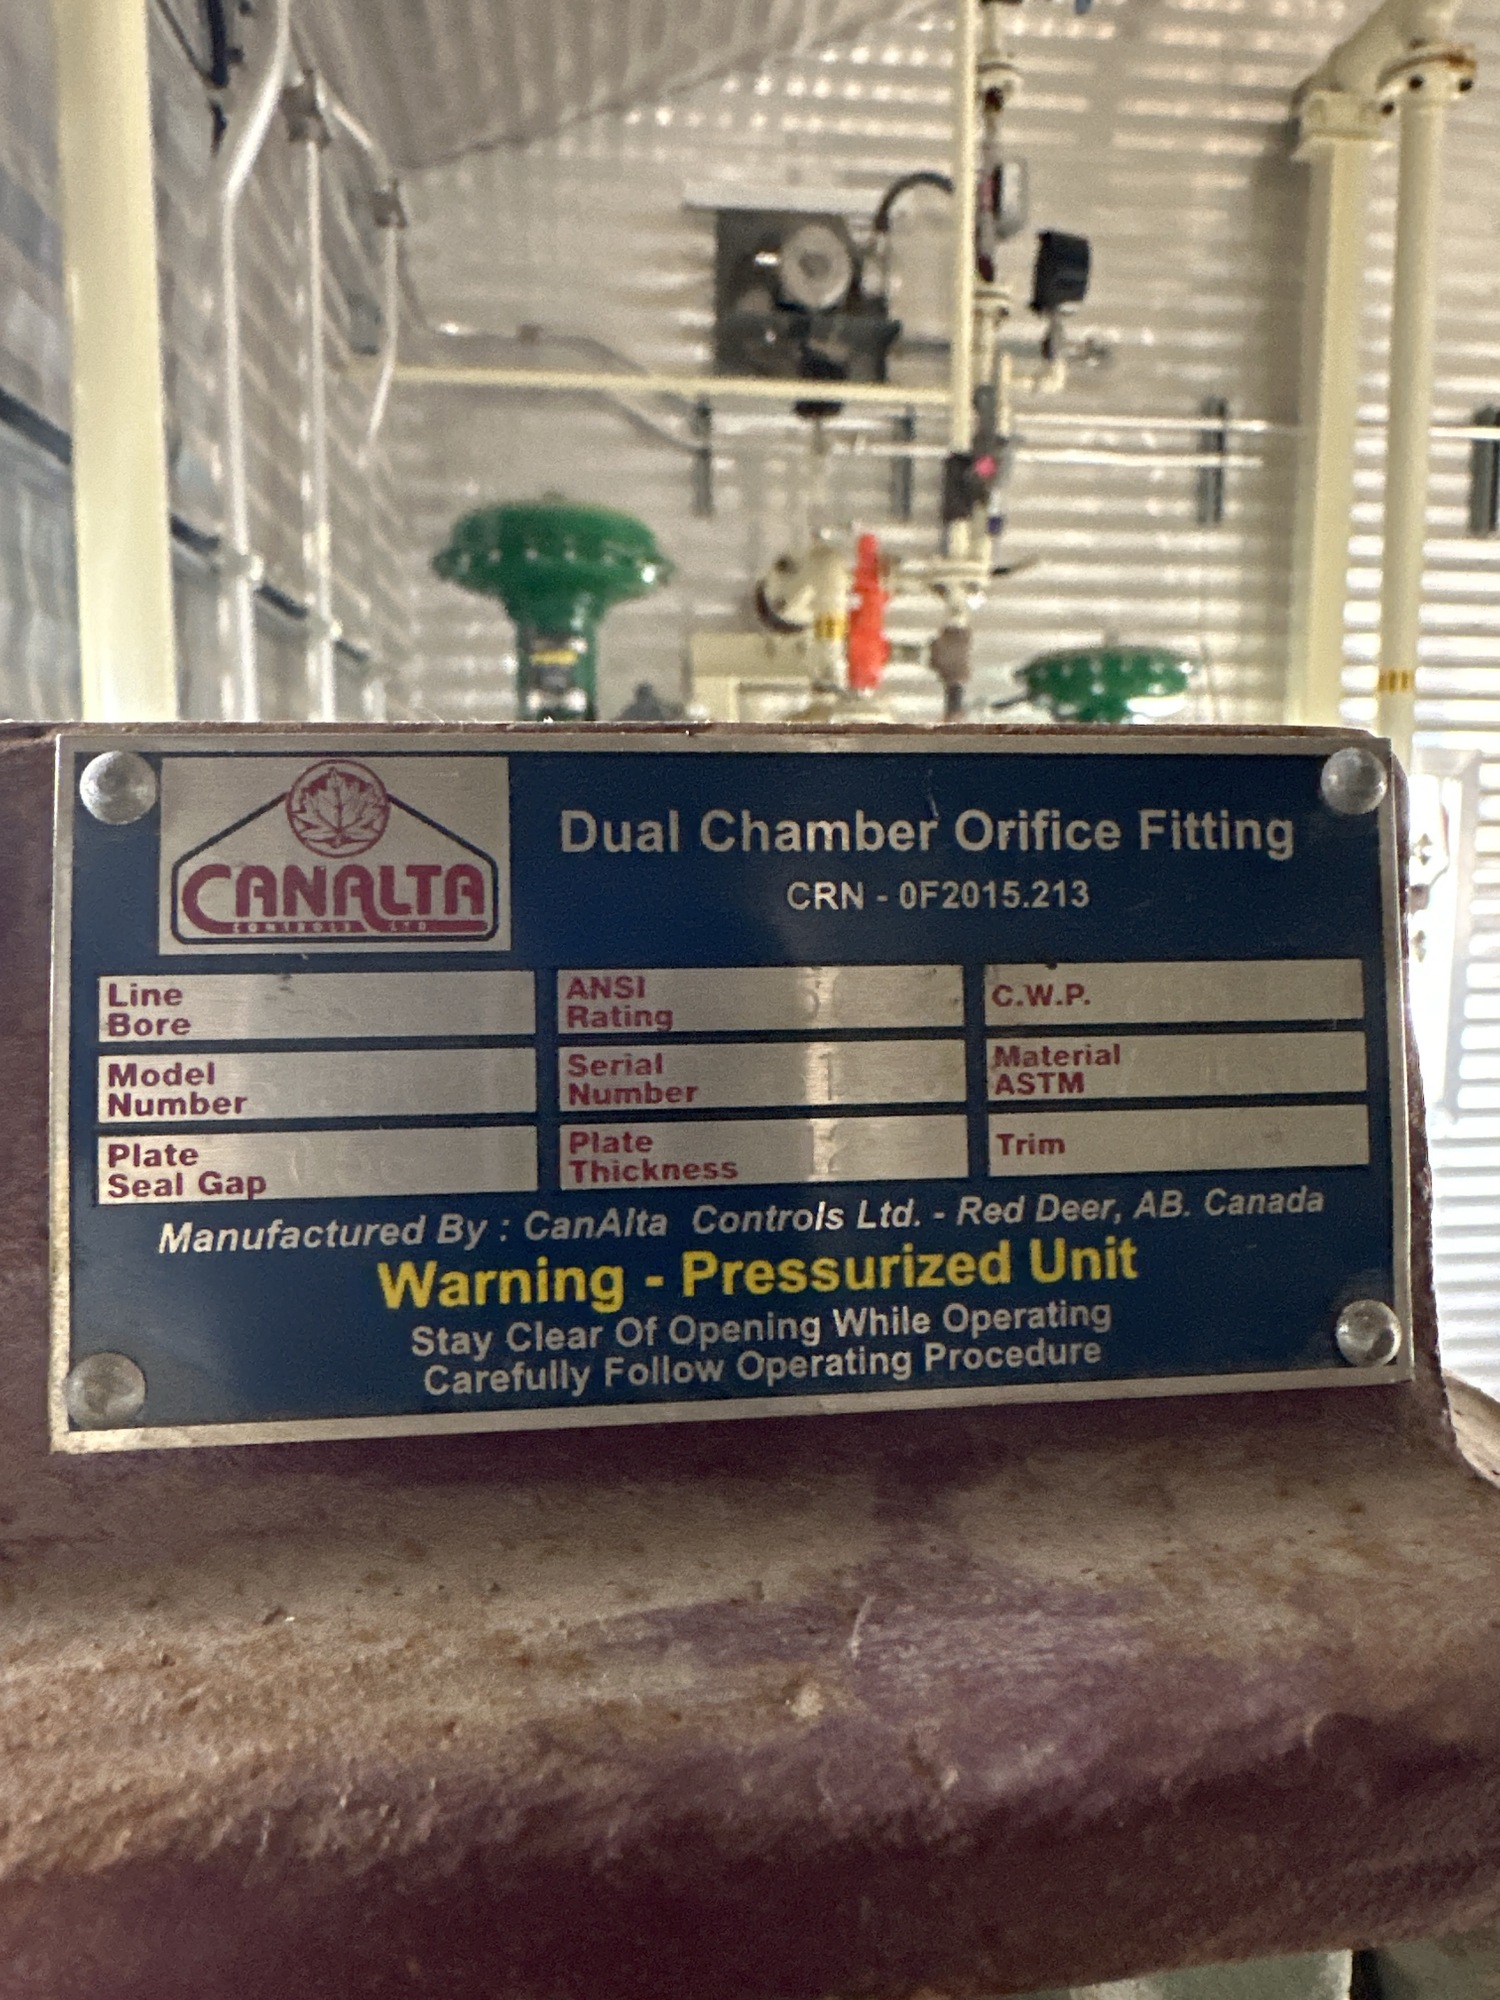 CANALTA
CONTROLS LTD.
Dual Chamber Orifice Fitting
CRN - 0F2015.213
Line
Bore
ANSI
Rating
C.W.P.
Model
Number
Serial
Number
Material
ASTM
Plate
Seal Gap
Plate
Thickness
Trim
Manufactured By : CanAlta Controls Ltd. - Red Deer, AB. Canada
Warning - Pressurized Unit
Stay Clear Of Opening While Operating
Carefully Follow Operating Procedure